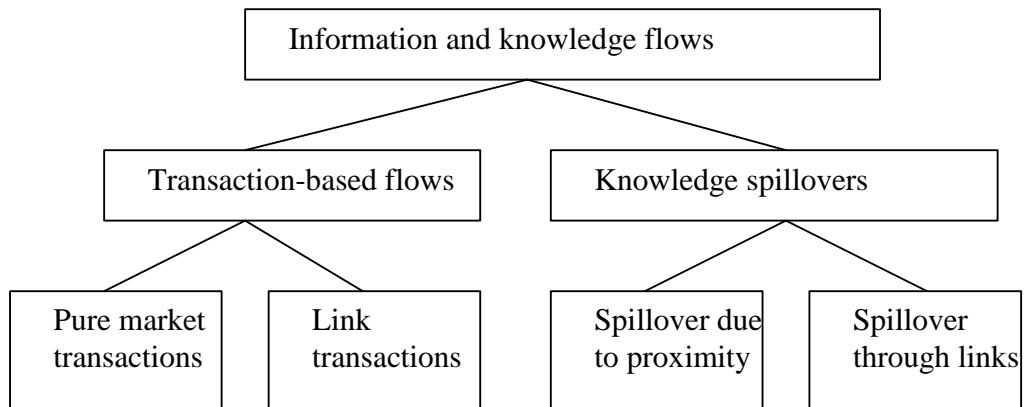 Information and knowledge flows
Transaction-based flows
Knowledge spillovers
Pure market
transactions
Link
transactions
Spillover due
to proximity
Spillover
through links